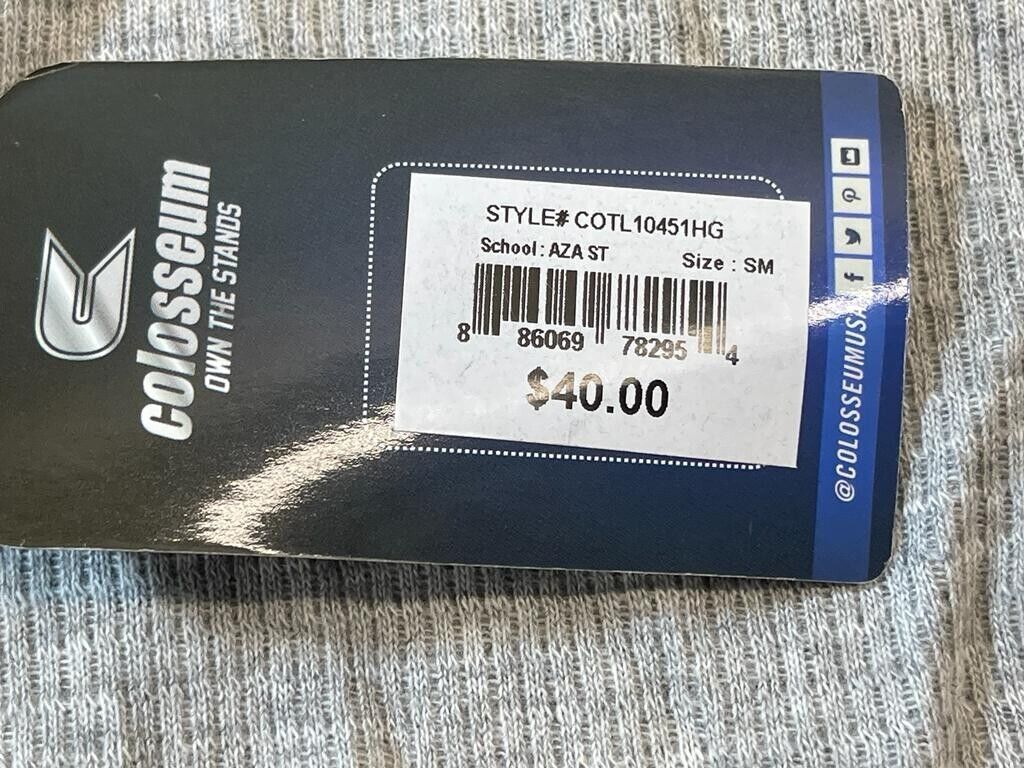 Colosseum
OWN THE STANDS
STYLE# COTL10451HG
School: AZA ST Size : SM
8 86069 78295 4
$40.00
@COLOSSEUMUSA